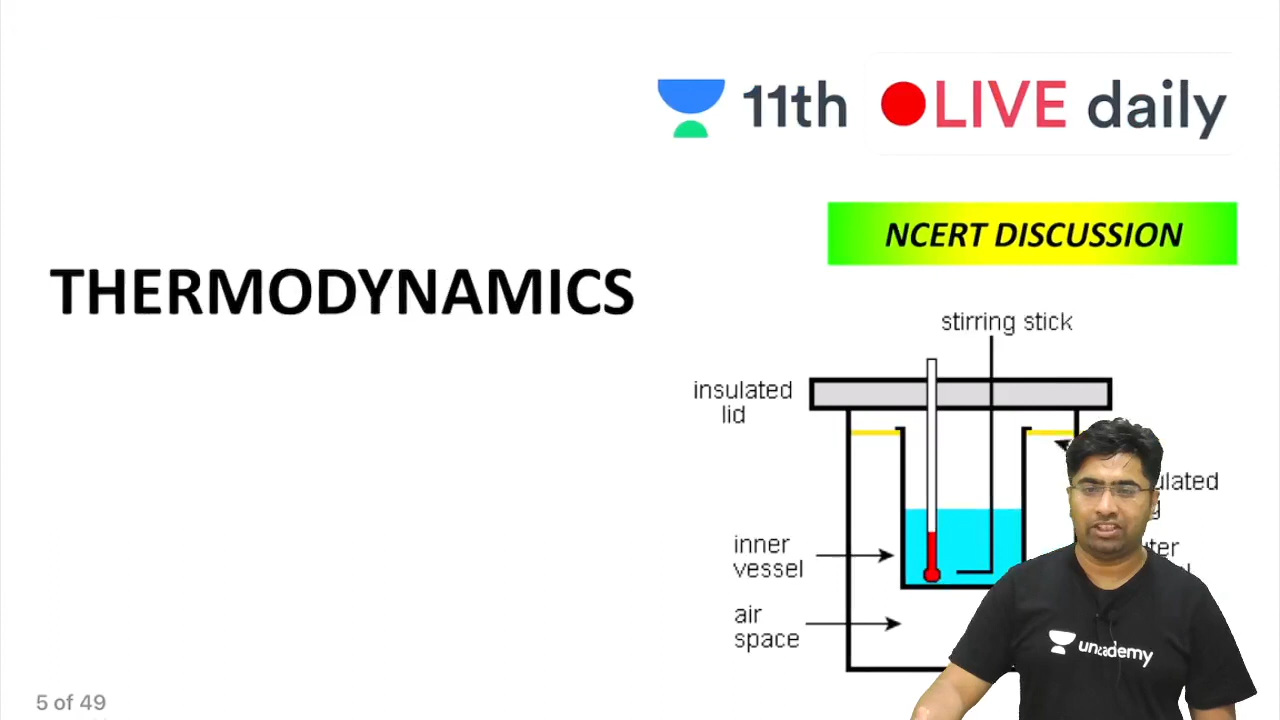 11th LIVE daily
NCERT DISCUSSION
THERMODYNAMICS
stirring stick
insulated
lid
inner
vessel
air
space
unacademy
5 of 49